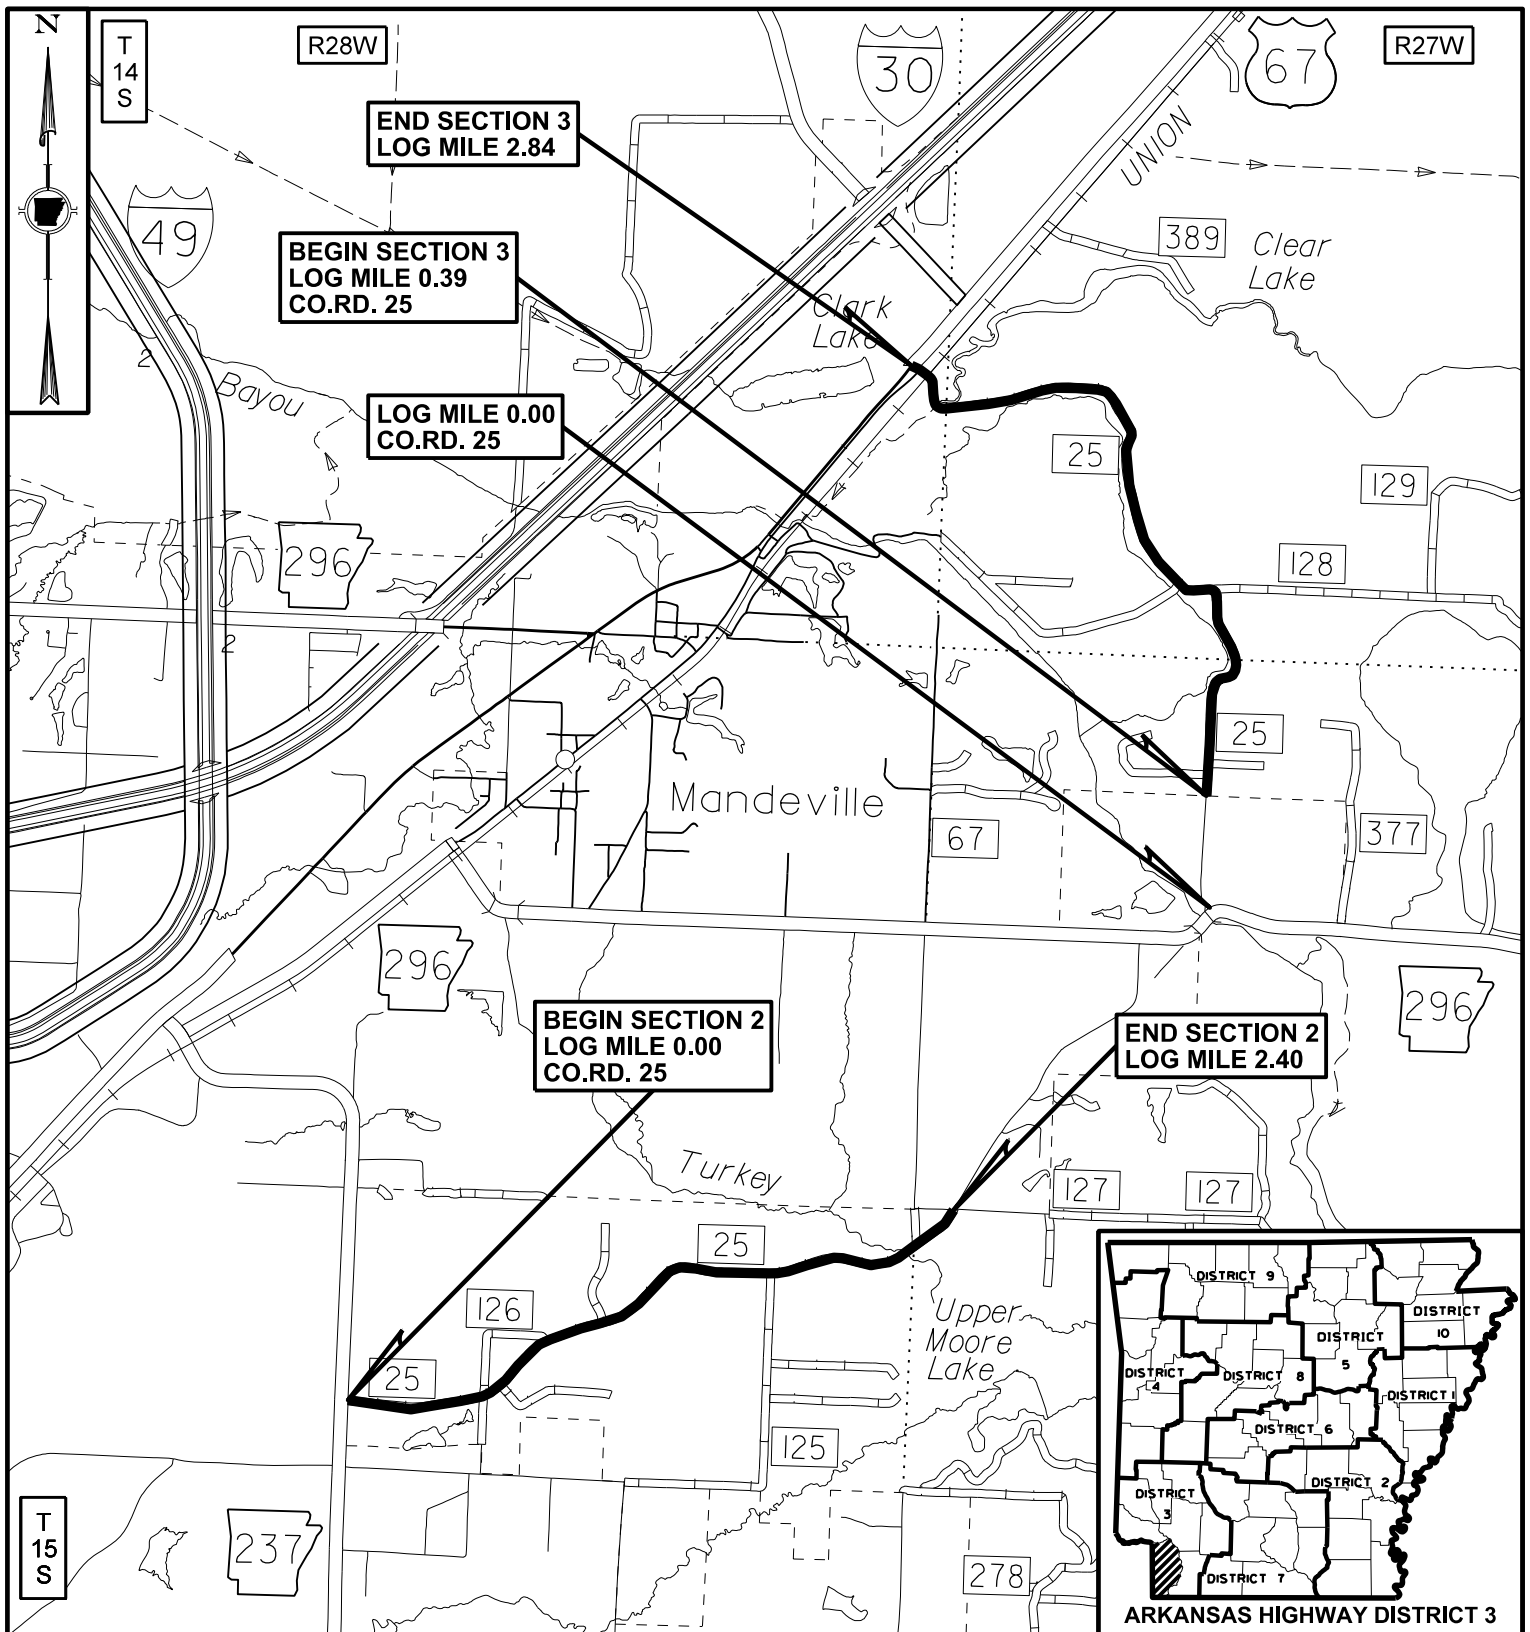 N
T
14
S
R28W
30
67
R27W
END SECTION 3
LOG MILE 2.84
UNION
49
BEGIN SECTION 3
LOG MILE 0.39
CO.RD. 25
389
Clear
Lake
Clark
Lake
2
Bayou
LOG MILE 0.00
CO.RD. 25
25
129
296
128
2
25
Mandeville
67
377
296
296
BEGIN SECTION 2
LOG MILE 0.00
CO.RD. 25
END SECTION 2
LOG MILE 2.40
Turkey
127
127
25
126
Upper
Moore
Lake
25
125
T
15
S
237
278
DISTRICT 9
DISTRICT
10
DISTRICT
5
DISTRICT
4
DISTRICT 8
DISTRICT 1
DISTRICT 6
DISTRICT 2
DISTRICT
3
DISTRICT 7
ARKANSAS HIGHWAY DISTRICT 3